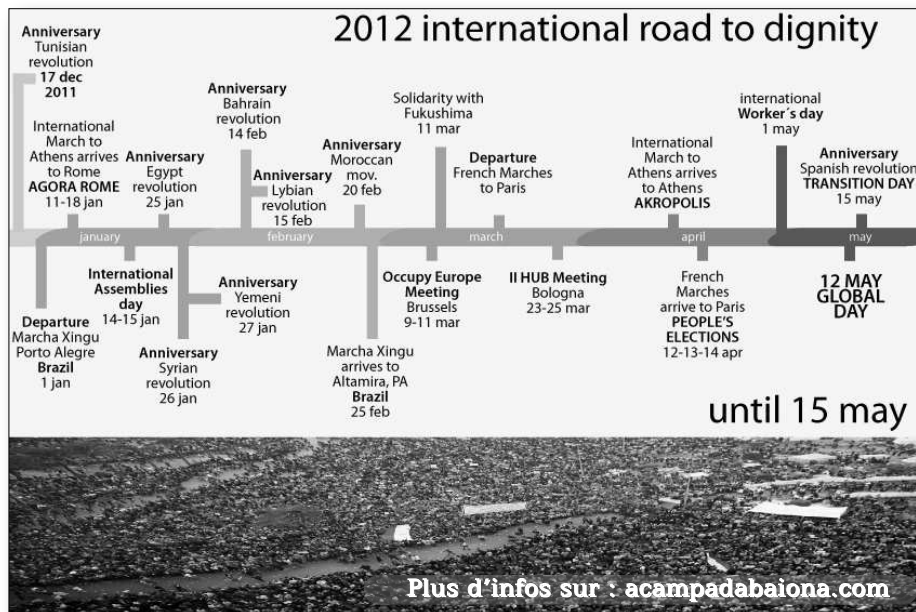 2012 international road to dignity
Anniversary
Tunisian
revolution
17 dec
2011
International
March to
Athens arrives
to Rome
AGORA ROME
11-18 jan
Anniversary
Egypt
revolution
25 jan
Anniversary
Bahrain
revolution
14 feb
Anniversary
Lybian
revolution
15 feb
Anniversary
Moroccan
mov.
20 feb
Solidarity with
Fukushima
11 mar
Departure
French Marches
to Paris
International
March to
Athens arrives
to Athens
AKROPOLIS
international
Worker´s day
1 may
Anniversary
Spanish revolution
TRANSITION DAY
15 may
january
february
march
april
may
Departure
Marcha Xingu
Porto Alegre
Brazil
1 jan
International
Assemblies
day
14-15 jan
Anniversary
Syrian
revolution
26 jan
Anniversary
Yemeni
revolution
27 jan
Marcha Xingu
arrives to
Altamira, PA
Brazil
25 feb
Occupy Europe
Meeting
Brussels
9-11 mar
II HUB Meeting
Bologna
23-25 mar
French
Marches
arrive to Paris
PEOPLE'S
ELECTIONS
12-13-14 apr
12 MAY
GLOBAL
DAY
until 15 may
Plus d'infos sur : acampadabaiona.com